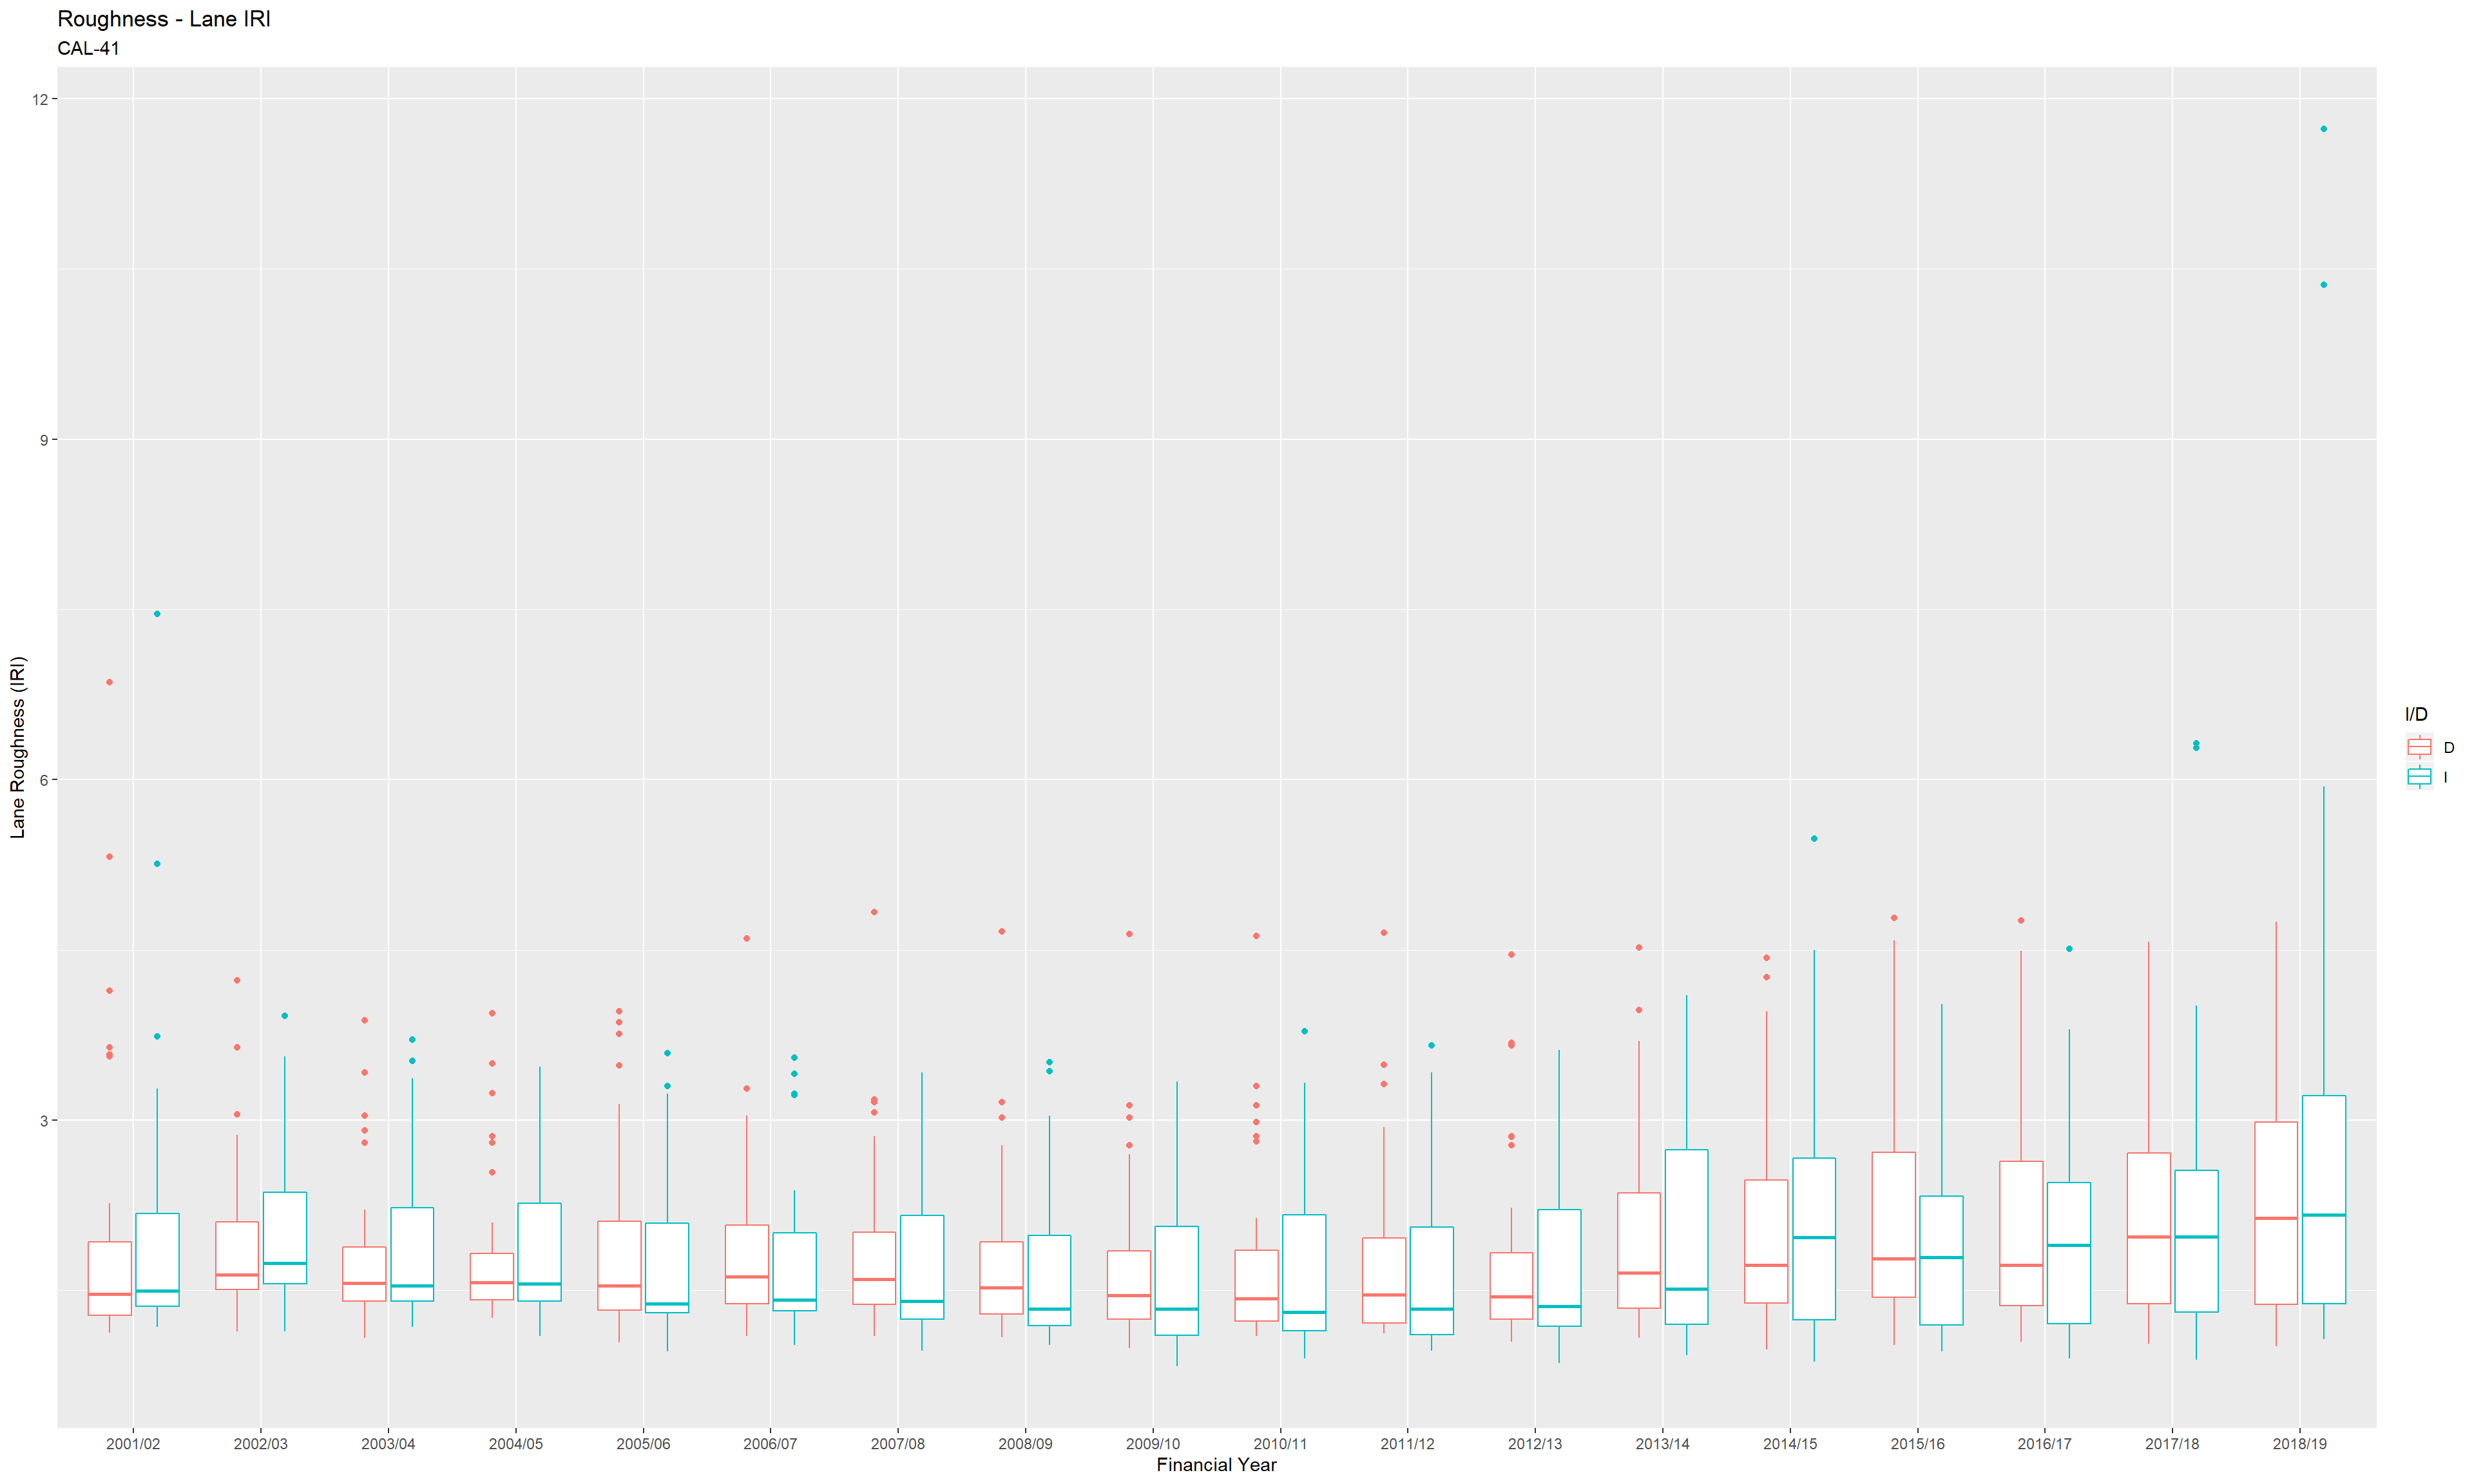 Roughness - Lane IRI
CAL-41
Lane Roughness (IRI)
12
9
6
3
2001/02 2002/03 2003/04 2004/05 2005/06 2006/07 2007/08 2008/09 2009/10 2010/11 2011/12 2012/13 2013/14 2014/15 2015/16 2016/17 2017/18 2018/19
Financial Year
I/D
D
I